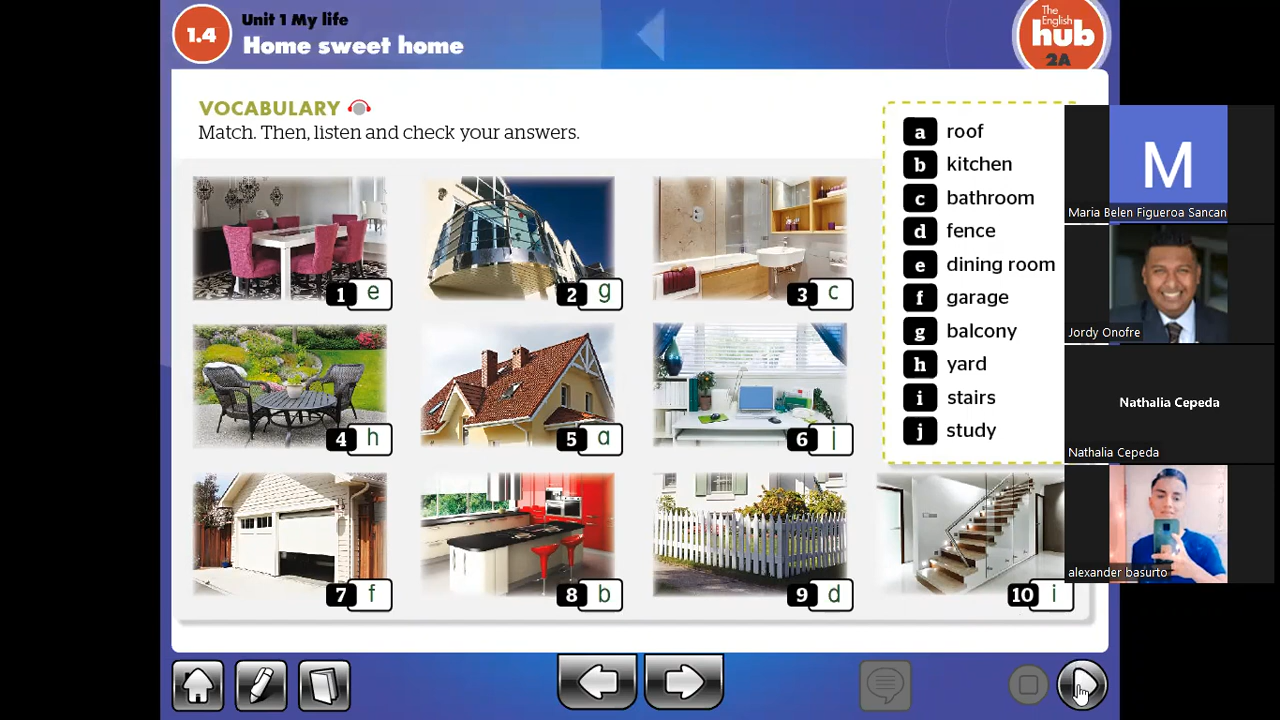 1.4
Unit 1 My life
Home sweet home
The English hub 2A
VOCABULARY
Match. Then, listen and check your answers.
a roof
b kitchen
c bathroom
d fence
e dining room
f garage
g balcony
h yard
i stairs
j study
1 e
2 g
3 c
4 h
5 a
6 j
7 f
8 b
9 d
10 i
M
Maria Belen Figueroa Sancan
Jordy Onofre
Nathalia Cepeda
Nathalia Cepeda
alexander basurto